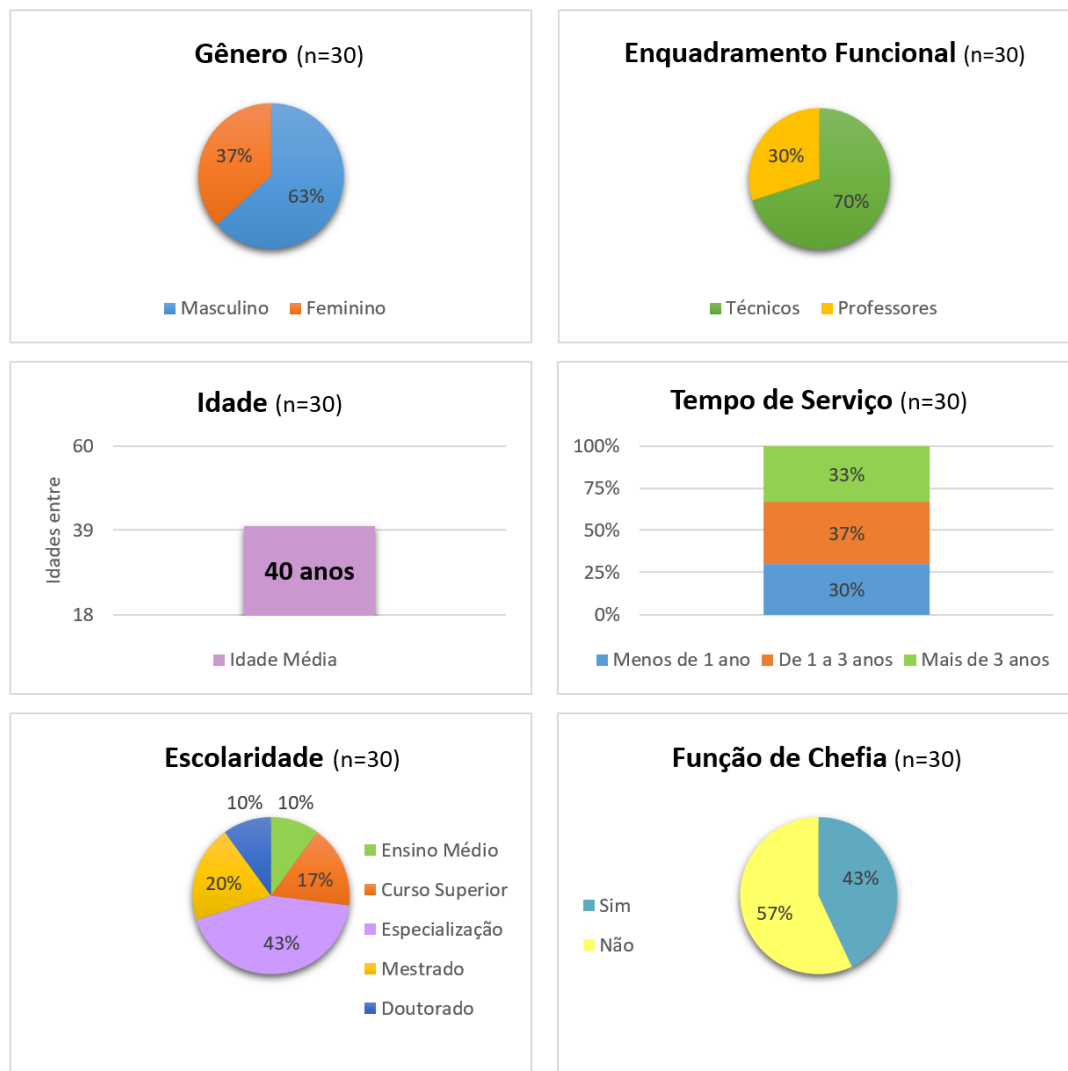 Gênero (n=30)
37%
63%
Masculino Feminino
Enquadramento Funcional (n=30)
30%
70%
Técnicos Professores
Idade (n=30)
Idades entre
60
39
18
40 anos
Idade Média
Tempo de Serviço (n=30)
100%
75%
50%
25%
0%
33%
37%
30%
Menos de 1 ano De 1 a 3 anos Mais de 3 anos
Escolaridade (n=30)
10% 10%
17%
20%
43%
Ensino Médio
Curso Superior
Especialização
Mestrado
Doutorado
Função de Chefia (n=30)
43%
57%
Sim
Não